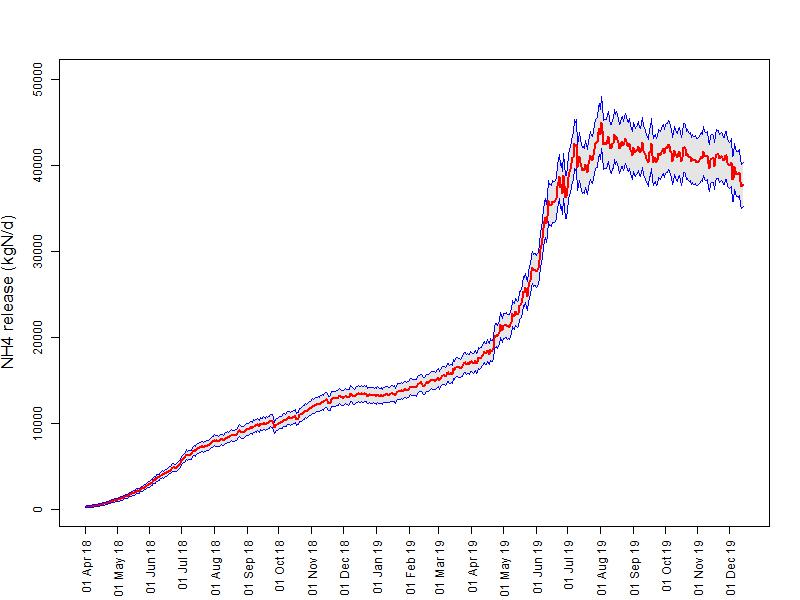 NH4 release (kgN/d)
50000
40000
30000
20000
10000
0
01 Apr 18
01 May 18
01 Jun 18
01 Jul 18
01 Aug 18
01 Sep 18
01 Oct 18
01 Nov 18
01 Dec 18
01 Jan 19
01 Feb 19
01 Mar 19
01 Apr 19
01 May 19
01 Jun 19
01 Jul 19
01 Aug 19
01 Sep 19
01 Oct 19
01 Nov 19
01 Dec 19